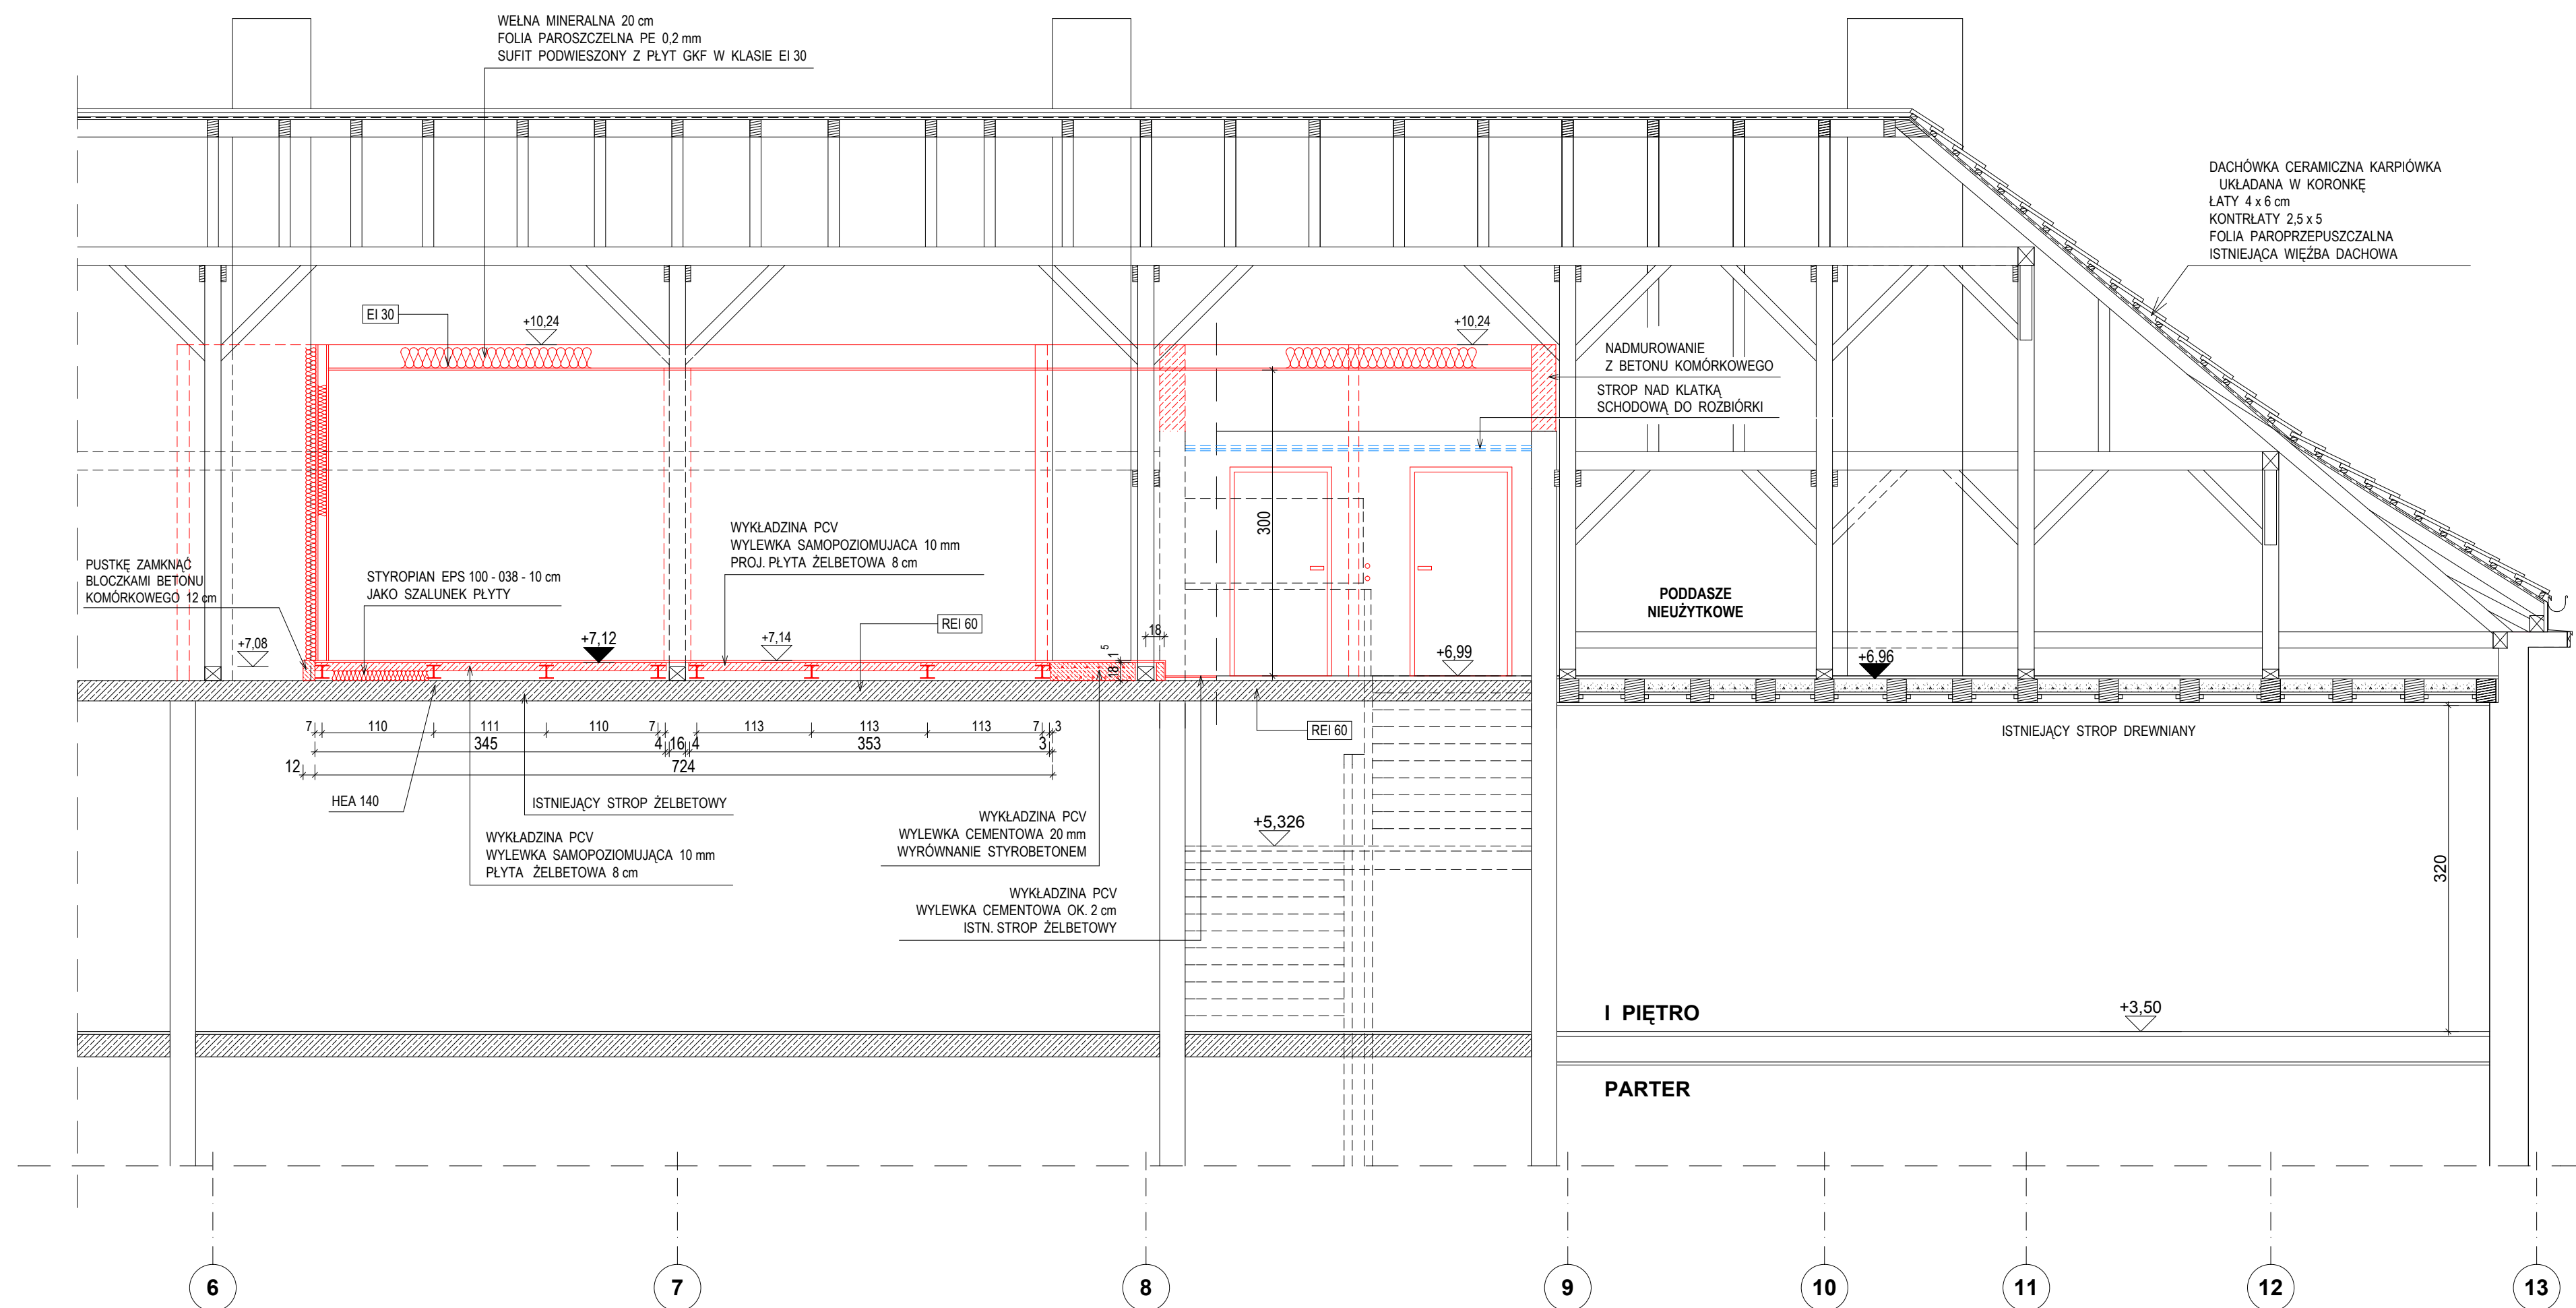 WEŁNA MINERALNA 20 cm
FOLIA PAROSZCZELNA PE 0,2 mm
SUFIT PODWIESZONY Z PŁYT GKF W KLASIE EI 30
DACHÓWKA CERAMICZNA KARPIÓWKA
UKŁADANA W KORONKĘ
ŁATY 4 x 6 cm
KONTRŁATY 2,5 x 5
FOLIA PAROPRZEPUSZCZALNA
ISTNIEJĄCA WIĘŹBA DACHOWA
EI 30
+10,24
+10,24
NADMUROWANIE
Z BETONU KOMÓRKOWEGO
STROP NAD KLATKĄ
SCHODOWĄ DO ROZBIÓRKI
300
WYKŁADZINA PCV
WYLEWKA SAMOPOZIOMUJACA 10 mm
PROJ. PŁYTA ŻELBETOWA 8 cm
PUSTKĘ ZAMKNĄĆ
BLOCZKAMI BETONU
KOMÓRKOWEGO 12 cm
STYROPIAN EPS 100 - 038 - 10 cm
JAKO SZALUNEK PŁYTY
PODDASZE
NIEUŻYTKOWE
REI 60
+7,08
+7,12
+7,14
18
5
1
18
+6,99
+6,96
7
110
111
110
7
113
113
113
7
3
345
4
16
4
353
3
12
724
REI 60
ISTNIEJĄCY STROP DREWNIANY
HEA 140
ISTNIEJĄCY STROP ŻELBETOWY
WYKŁADZINA PCV
WYLEWKA SAMOPOZIOMUJĄCA 10 mm
PŁYTA ŻELBETOWA 8 cm
WYKŁADZINA PCV
WYLEWKA CEMENTOWA 20 mm
WYRÓWNANIE STYROBETONEM
+5,326
320
WYKŁADZINA PCV
WYLEWKA CEMENTOWA OK. 2 cm
ISTN. STROP ŻELBETOWY
I PIĘTRO
+3,50
PARTER
6
7
8
9
10
11
12
13